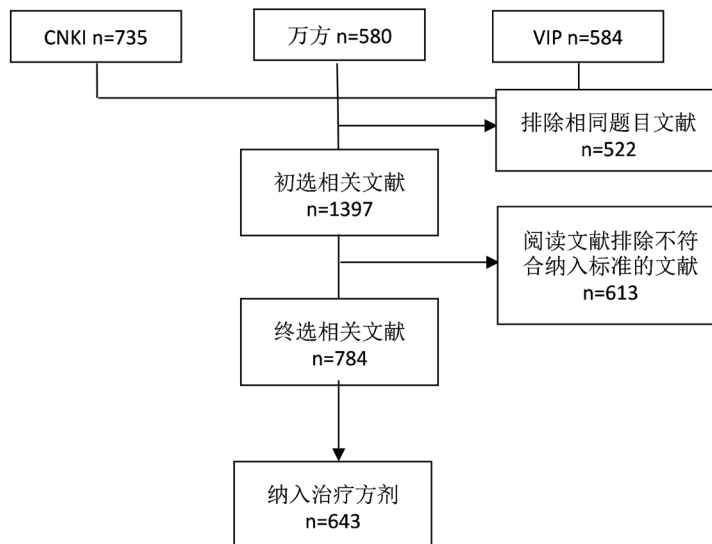 CNKI n=735
万方 n=580
VIP n=584
排除相同题目文献
n=522
初选相关文献
n=1397
阅读文献排除不符
合纳入标准的文献
n=613
终选相关文献
n=784
纳入治疗方剂
n=643